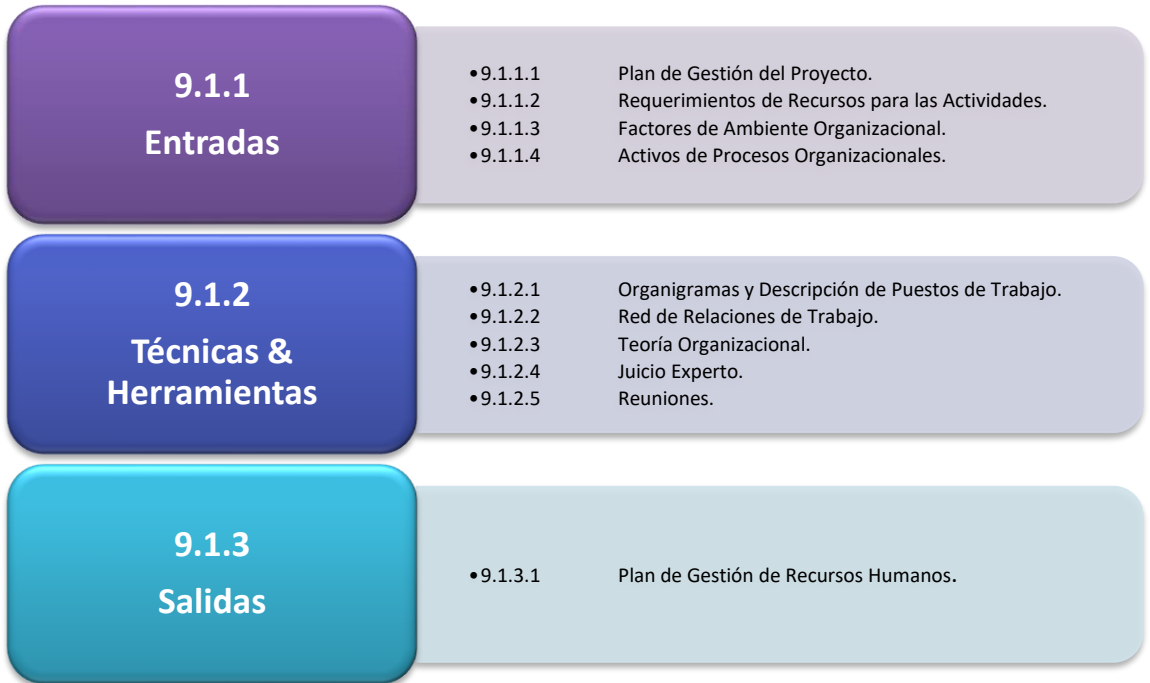 9.1.1
Entradas
•9.1.1.1 Plan de Gestión del Proyecto.
•9.1.1.2 Requerimientos de Recursos para las Actividades.
•9.1.1.3 Factores de Ambiente Organizacional.
•9.1.1.4 Activos de Procesos Organizacionales.
9.1.2
Técnicas &
Herramientas
•9.1.2.1 Organigramas y Descripción de Puestos de Trabajo.
•9.1.2.2 Red de Relaciones de Trabajo.
•9.1.2.3 Teoría Organizacional.
•9.1.2.4 Juicio Experto.
•9.1.2.5 Reuniones.
9.1.3
Salidas
•9.1.3.1 Plan de Gestión de Recursos Humanos.